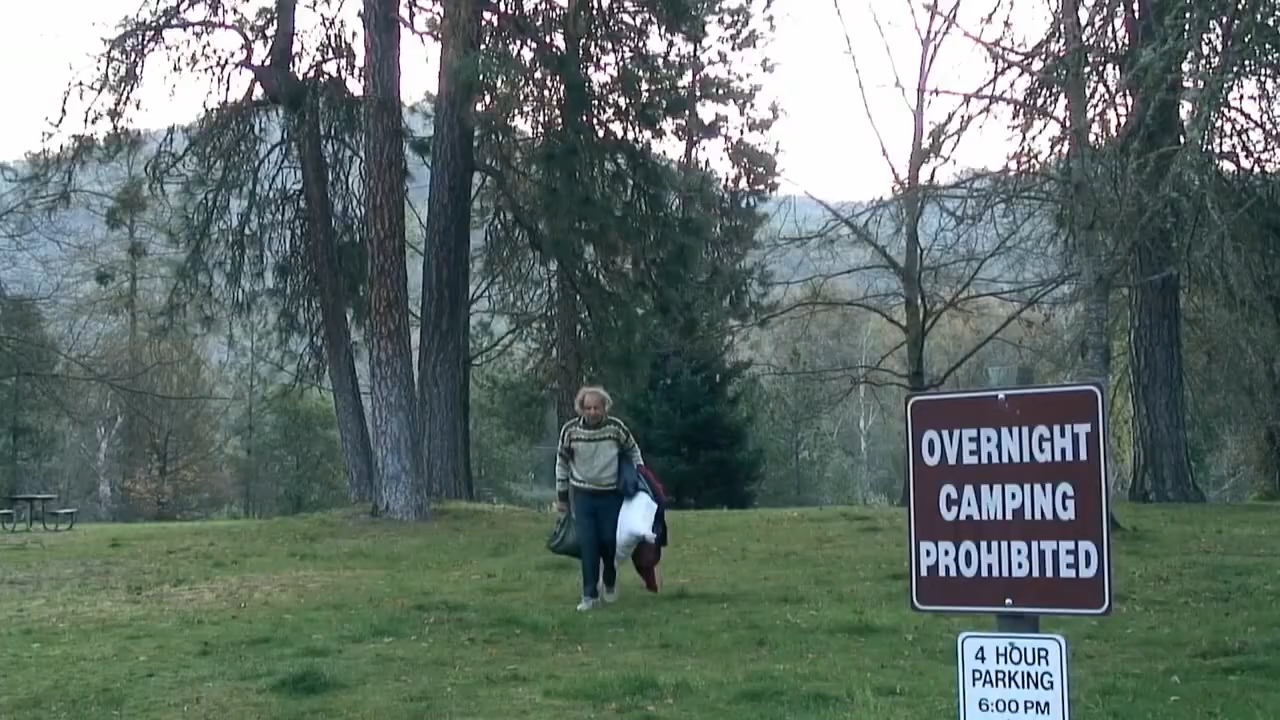 OVERNIGHT
CAMPING
PROHIBITED
4 HOUR
PARKING
6:00 PM